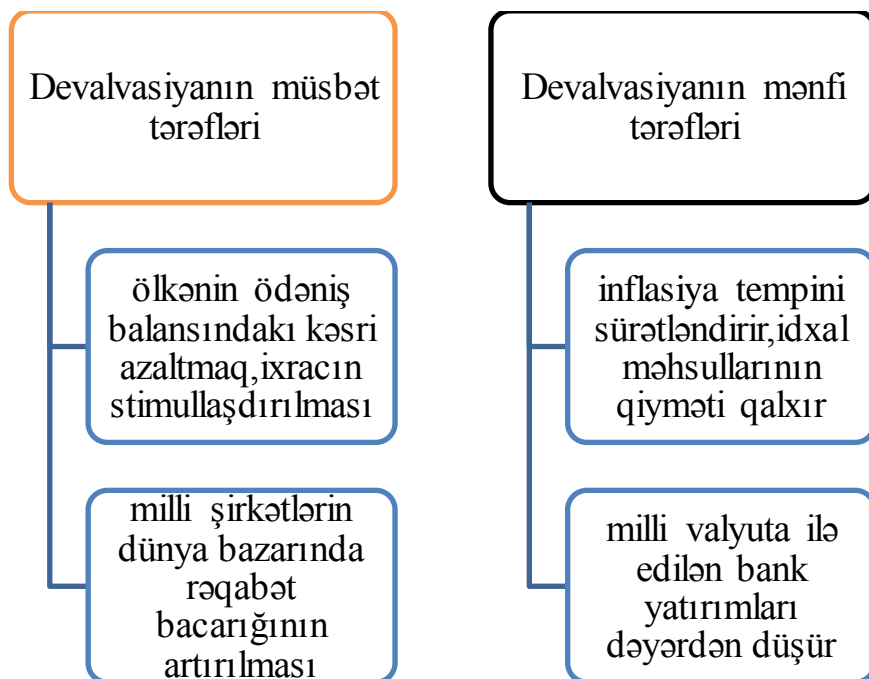 Devalvasiyanın müsbət
tərəfləri
ölkənin ödəniş
balansındakı kəsri
azaltmaq,ixracın
stimullaşdırılması
milli şirkətlərin
dünya bazarında
rəqabət
bacarığının
artırılması
Devalvasiyanın mənfi
tərəfləri
inflasiya tempini
sürətləndirir,idxal
məhsullarının
qiyməti qalxır
milli valyuta ilə
edilən bank
yatırımları
dəyərdən düşür